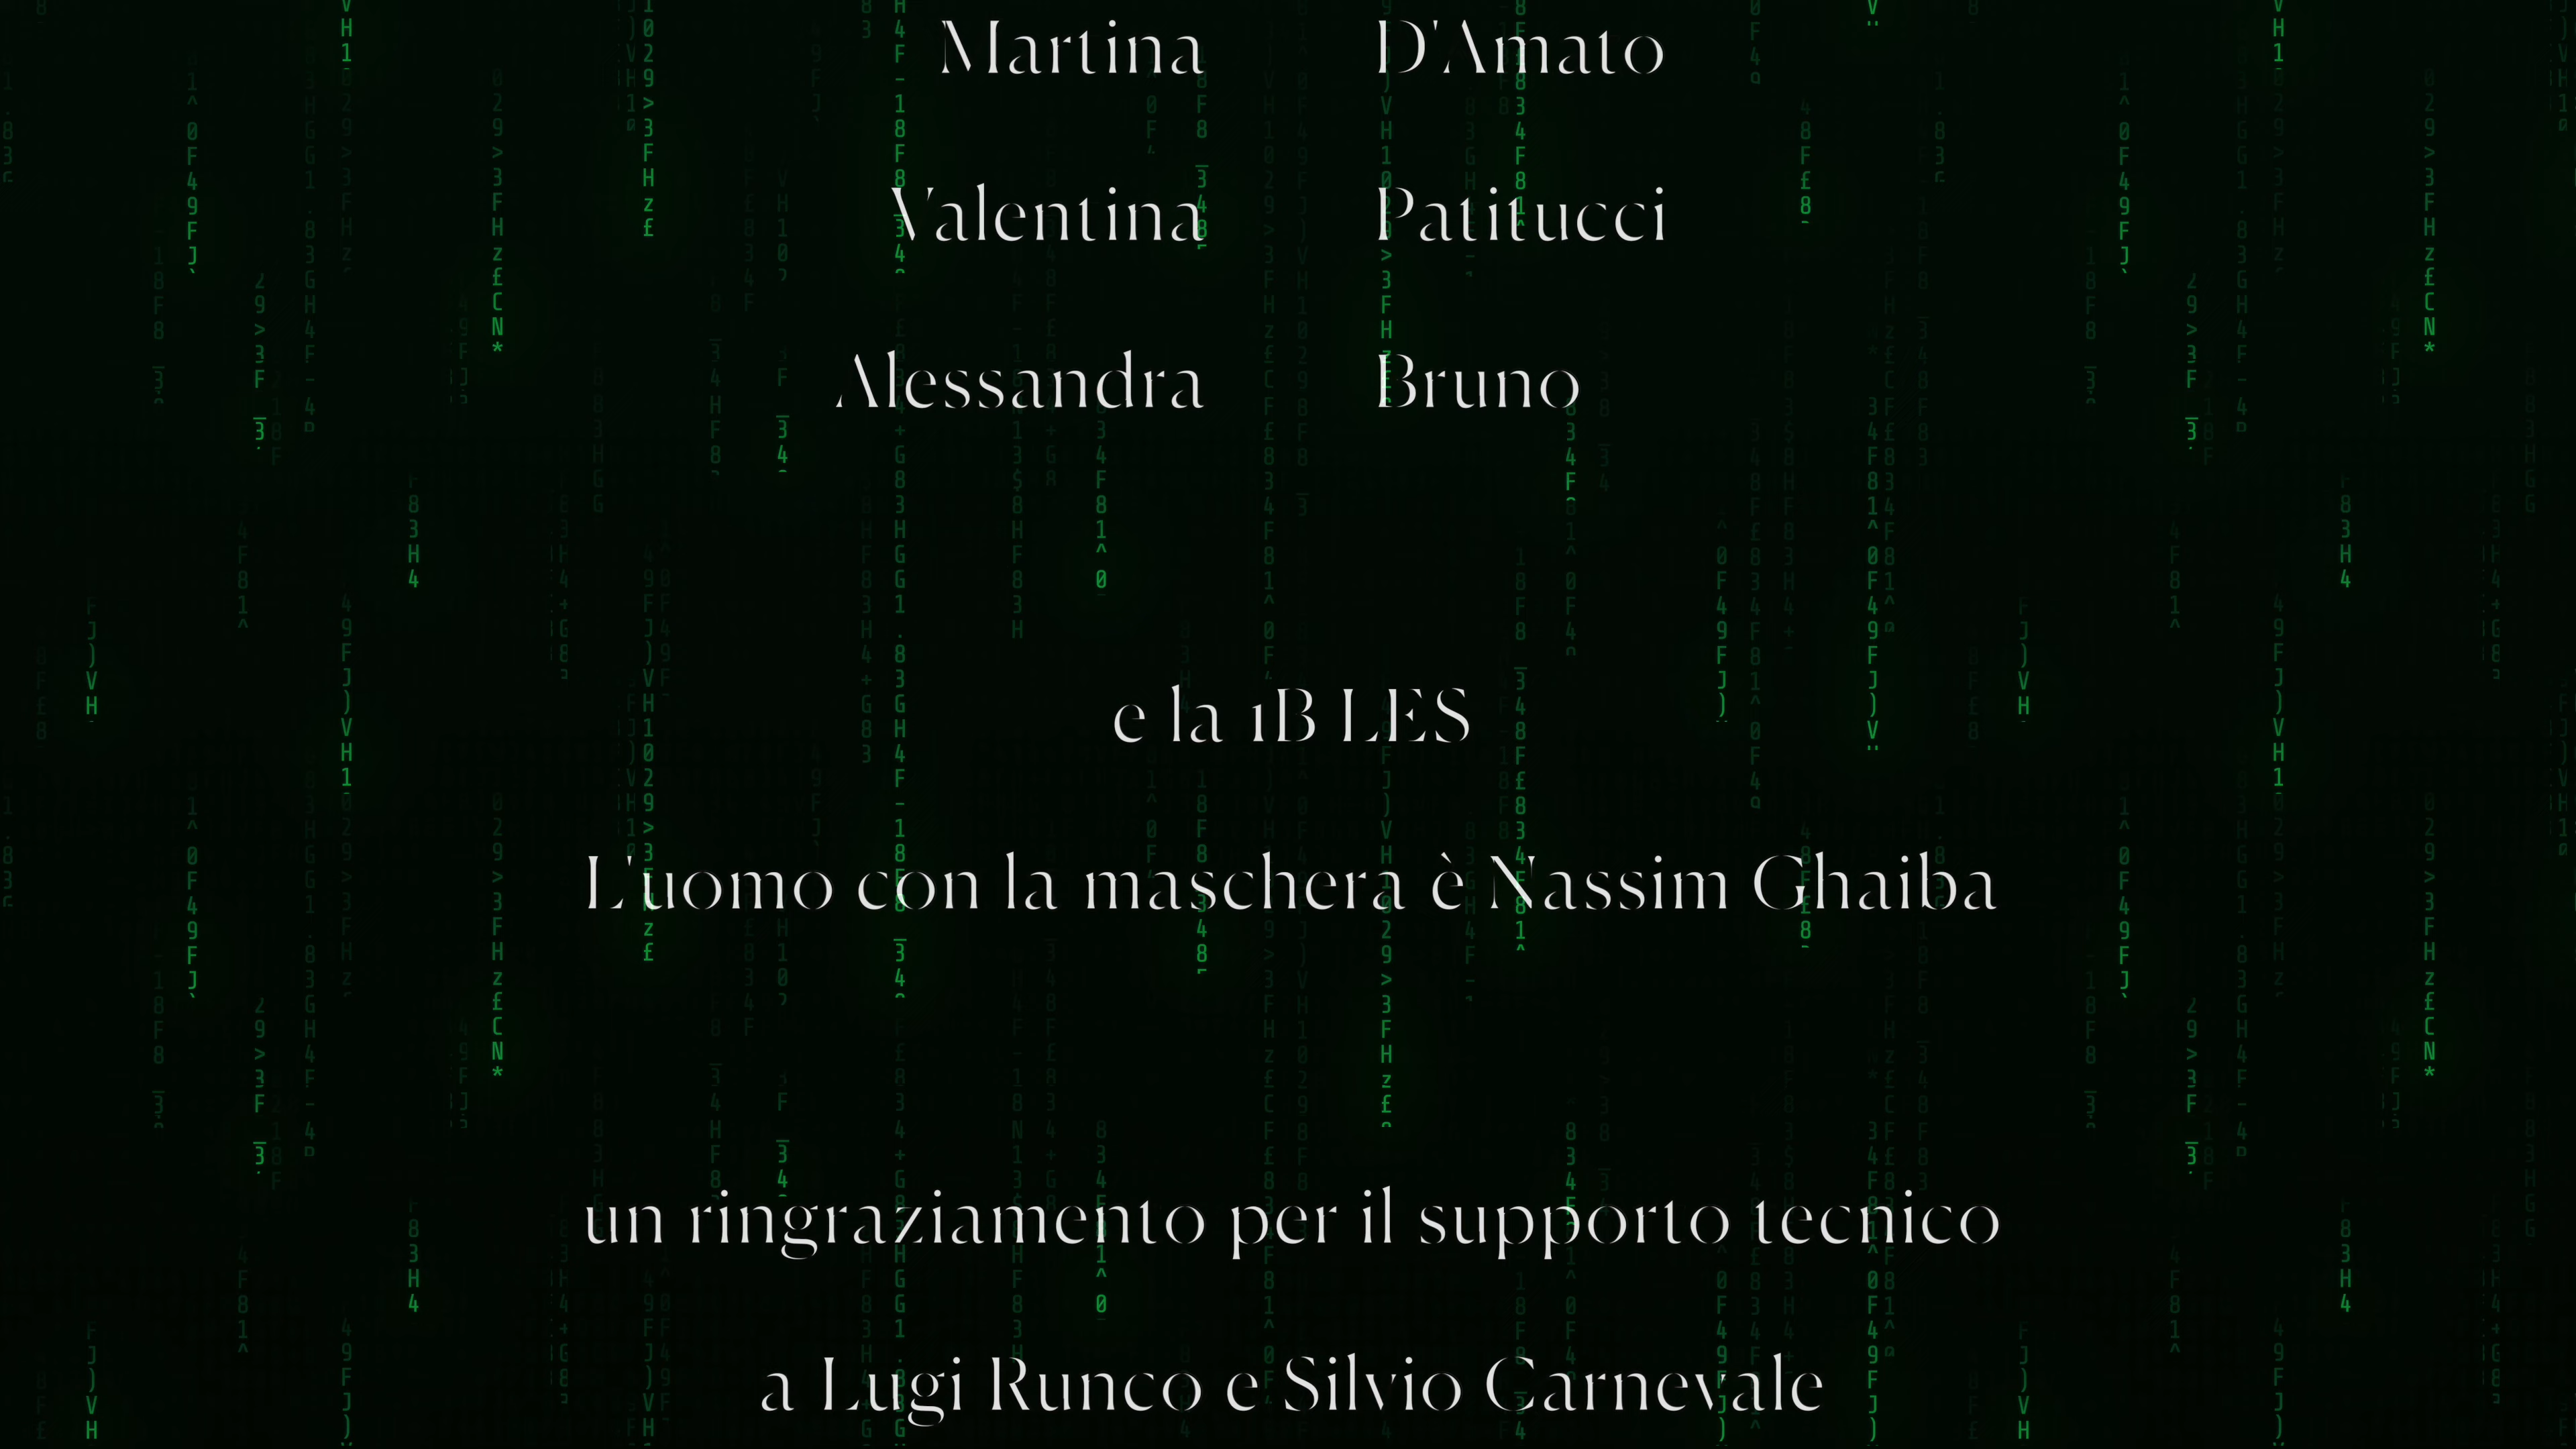 Martina D'Amato
Valentina Patitucci
Alessandra Bruno
e la 1B LES
L'uomo con la maschera è Nassim Ghaiba
un ringraziamento per il supporto tecnico
a Lugi Runco e Silvio Carnevale